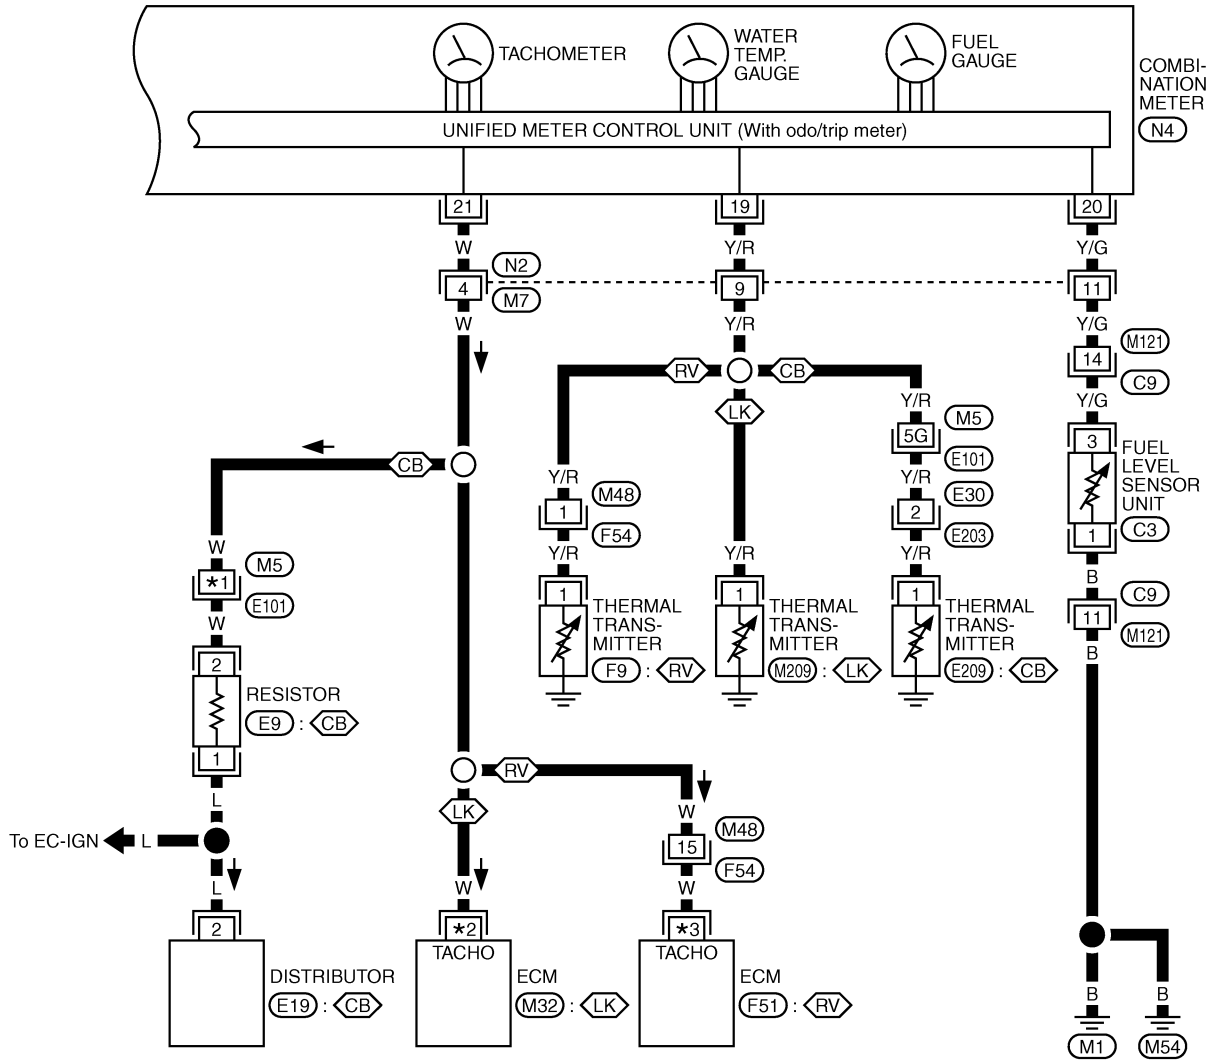 TACHOMETER
WATER
TEMP.
GAUGE
FUEL
GAUGE
COMBI-
NATION
METER
N4
UNIFIED METER CONTROL UNIT (With odo/trip meter)
21
19
20
W
Y/R
Y/G
N2
4
9
11
M7
W
Y/R
Y/G
M121
14
C9
RV
CB
LK
Y/R
Y/G
M5
5G
E101
3
FUEL
LEVEL
SENSOR
UNIT
C3
1
CB
Y/R
Y/R
M48
1
F54
E30
2
E203
Y/R
Y/R
Y/R
W
M5
*1
E101
W
B
C9
11
M121
B
1
THERMAL
TRANS-
MITTER
F9 : RV
1
THERMAL
TRANS-
MITTER
M209 : LK
1
THERMAL
TRANS-
MITTER
E209 : CB
2
RESISTOR
E9 : CB
1
L
RV
LK
W
M48
15
F54
To EC-IGN
L
L
W
W
2
*2
*3
TACHO
TACHO
DISTRIBUTOR
E19 : CB
ECM
M32 : LK
ECM
F51 : RV
B
B
M1
M54